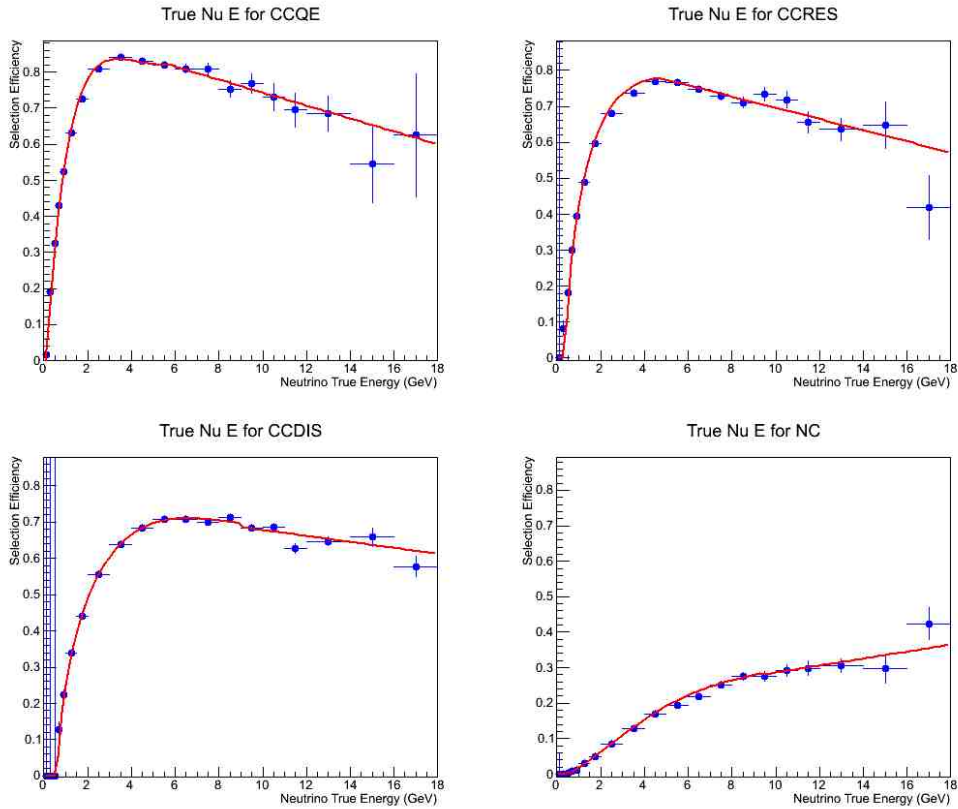 True Nu E for CCQE
Selection Efficiency
0.8
0.7
0.6
0.5
0.4
0.3
0.2
0.1
0
0 2 4 6 8 10 12 14 16 18
Neutrino True Energy (GeV)
True Nu E for CCRES
Selection Efficiency
0.8
0.7
0.6
0.5
0.4
0.3
0.2
0.1
0
0 2 4 6 8 10 12 14 16 18
Neutrino True Energy (GeV)
True Nu E for CCDIS
Selection Efficiency
0.8
0.7
0.6
0.5
0.4
0.3
0.2
0.1
0
0 2 4 6 8 10 12 14 16 18
Neutrino True Energy (GeV)
True Nu E for NC
Selection Efficiency
0.8
0.7
0.6
0.5
0.4
0.3
0.2
0.1
0
0 2 4 6 8 10 12 14 16 18
Neutrino True Energy (GeV)